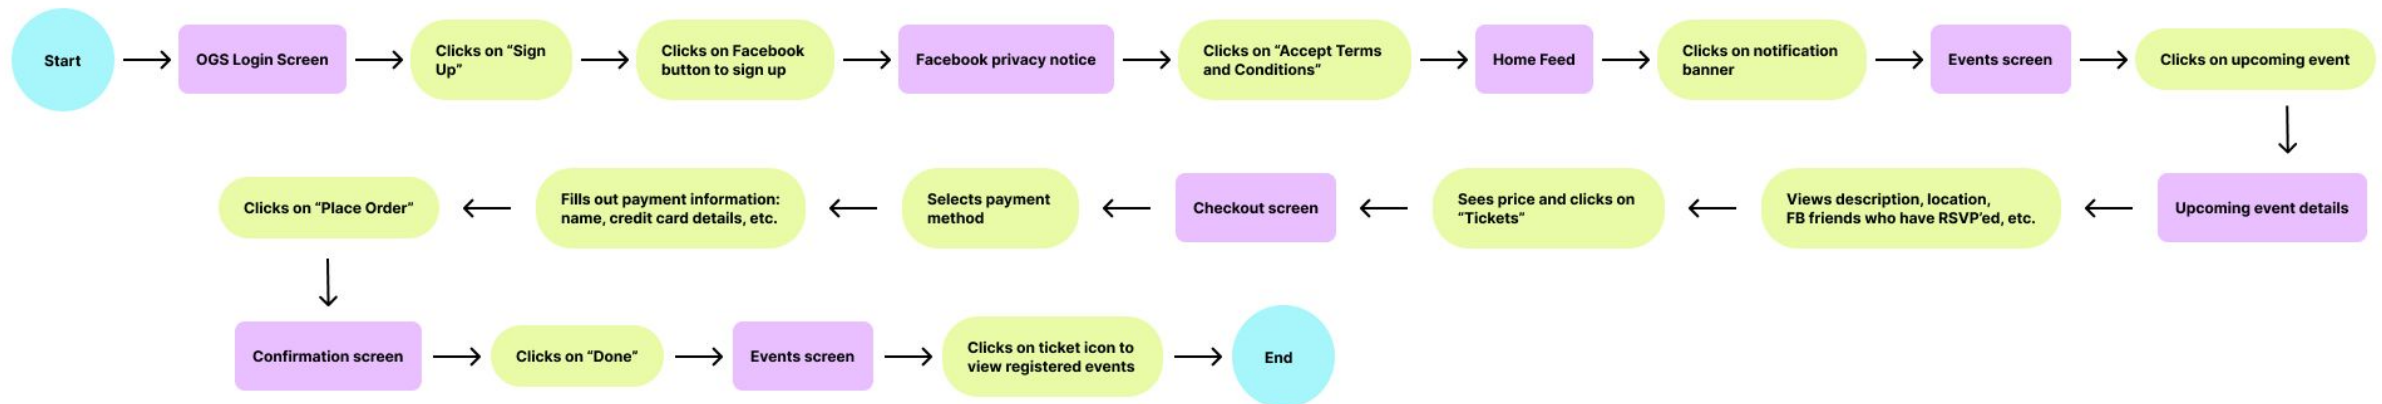 Start
OGS Login Screen
Clicks on “Sign
Up”
Clicks on Facebook
button to sign up
Facebook privacy notice
Clicks on “Accept Terms
and Conditions”
Home Feed
Clicks on notification
banner
Events screen
Clicks on upcoming event
Upcoming event details
Views description, location,
FB friends who have RSVP’ed, etc.
Sees price and clicks on
“Tickets”
Checkout screen
Selects payment
method
Fills out payment information:
name, credit card details, etc.
Clicks on “Place Order“
Confirmation screen
Clicks on “Done”
Events screen
Clicks on ticket icon to
view registered events
End